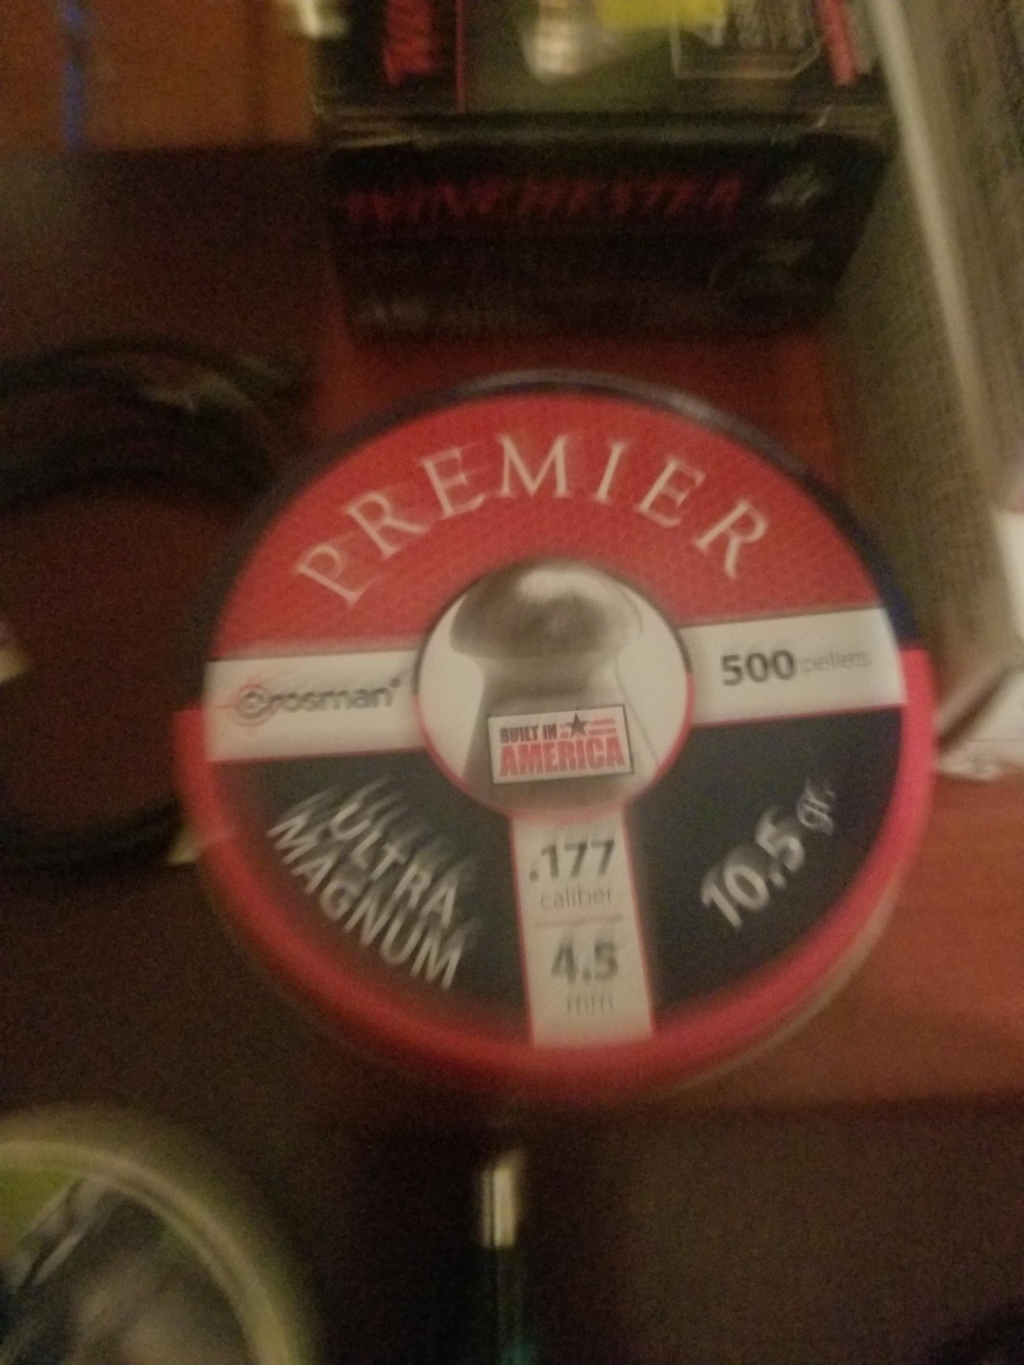 WINCHESTER
PREMIER
Crosman®
500 pellets
BUILT IN
AMERICA
ULTRA
MAGNUM
.177
caliber
4.5
mm
10.5 gr.